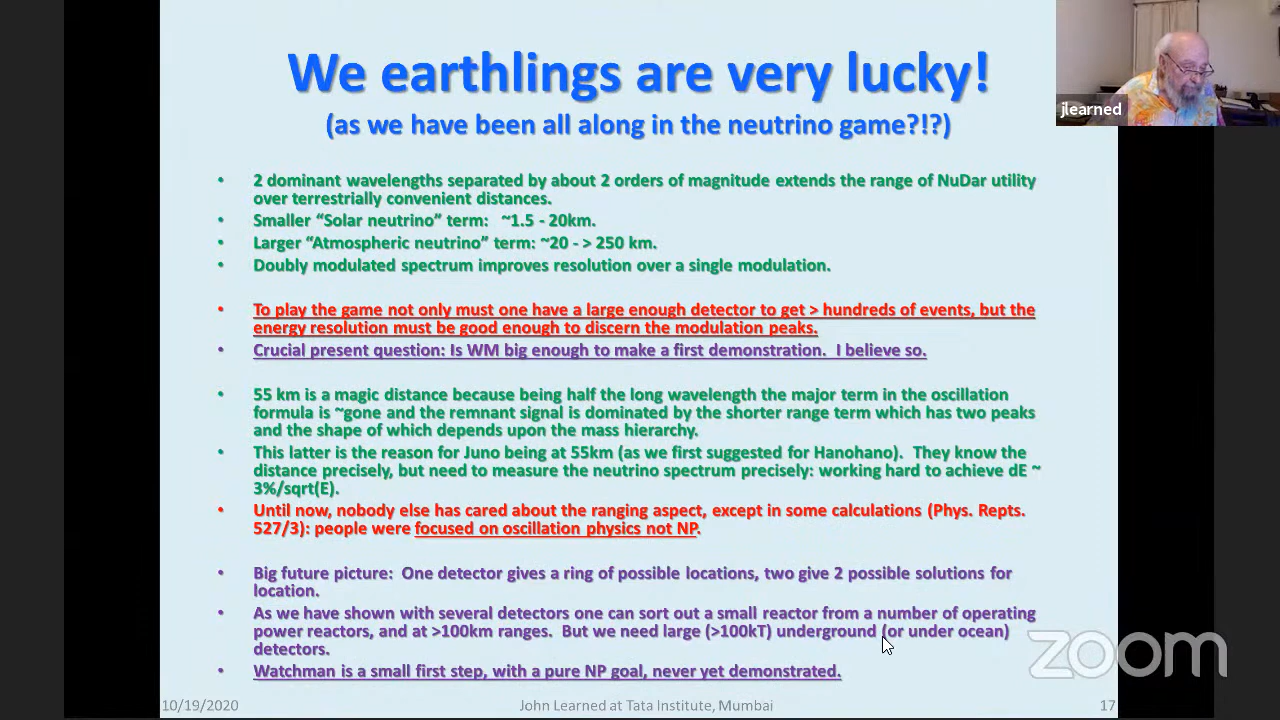 We earthlings are very lucky!
(as we have been all along in the neutrino game?!?)
jlearned
• 2 dominant wavelengths separated by about 2 orders of magnitude extends the range of NuDar utility
over terrestrially convenient distances.
• Smaller “Solar neutrino” term: ~1.5 - 20km.
• Larger “Atmospheric neutrino” term: ~20 - > 250 km.
• Doubly modulated spectrum improves resolution over a single modulation.
• To play the game not only must one have a large enough detector to get > hundreds of events, but the
energy resolution must be good enough to discern the modulation peaks.
• Crucial present question: Is WM big enough to make a first demonstration. I believe so.
• 55 km is a magic distance because being half the long wavelength the major term in the oscillation
formula is ~gone and the remnant signal is dominated by the shorter range term which has two peaks
and the shape of which depends upon the mass hierarchy.
• This latter is the reason for Juno being at 55km (as we first suggested for Hanohano). They know the
distance precisely, but need to measure the neutrino spectrum precisely: working hard to achieve dE ~
3%/sqrt(E).
• Until now, nobody else has cared about the ranging aspect, except in some calculations (Phys. Repts.
527/3): people were focused on oscillation physics not NP.
• Big future picture: One detector gives a ring of possible locations, two give 2 possible solutions for
location.
• As we have shown with several detectors one can sort out a small reactor from a number of operating
power reactors, and at >100km ranges. But we need large (>100kT) underground (or under ocean)
detectors.
• Watchman is a small first step, with a pure NP goal, never yet demonstrated.
zoom
10/19/2020
John Learned at Tata Institute, Mumbai
17